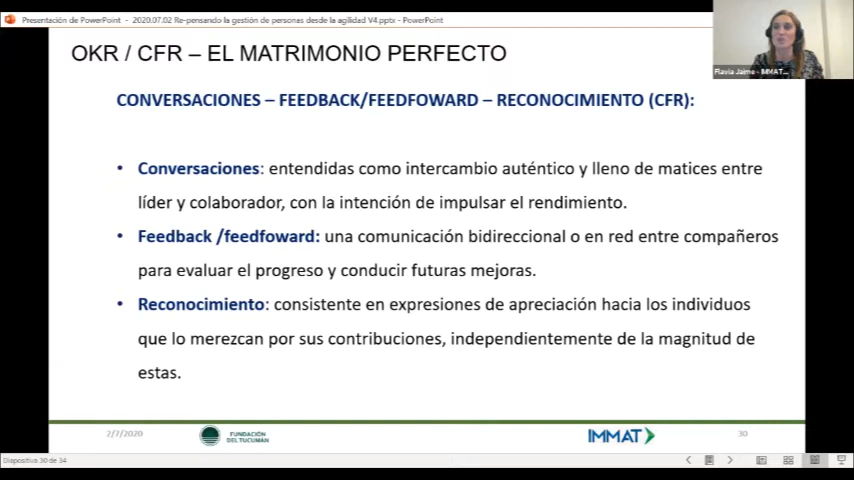 Presentación de PowerPoint - 2020.07.02 Re-pensando la gestión de personas desde la agilidad V4.pptx - PowerPoint
OKR / CFR – EL MATRIMONIO PERFECTO
Flavia Jaime - IMMAT...
CONVERSACIONES – FEEDBACK/FEEDFOWARD – RECONOCIMIENTO (CFR):
• Conversaciones: entendidas como intercambio auténtico y lleno de matices entre
líder y colaborador, con la intención de impulsar el rendimiento.
• Feedback /feedfoward: una comunicación bidireccional o en red entre compañeros
para evaluar el progreso y conducir futuras mejoras.
• Reconocimiento: consistente en expresiones de apreciación hacia los individuos
que lo merezcan por sus contribuciones, independientemente de la magnitud de
estas.
2/7/2020
FUNDACIÓN
DEL TUCUMAN
IMMAT
30
Diapositiva 30 de 34